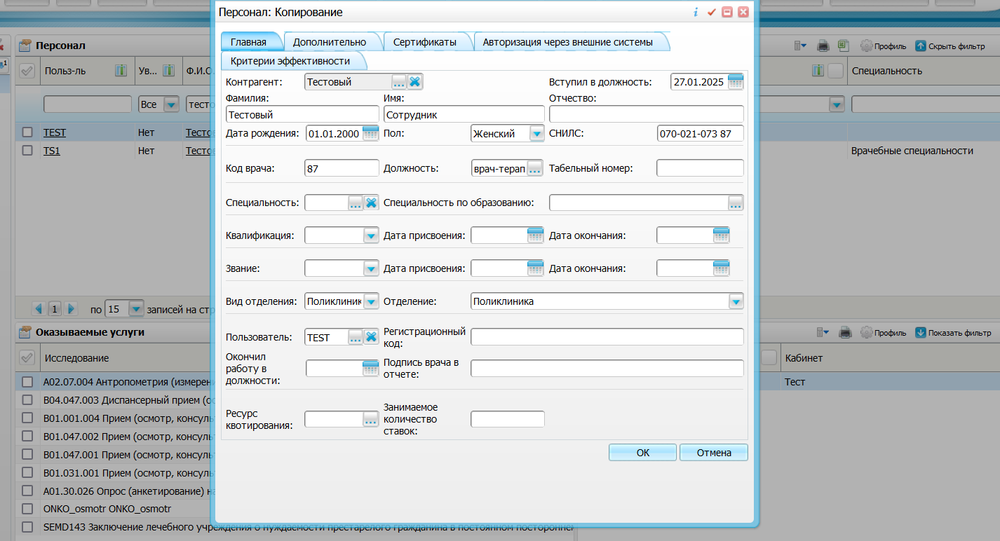 Персонал: Копирование
Главная Дополнительно Сертификаты Авторизация через внешние системы
Критерии эффективности
Контрагент: Тестовый ... Вступил в должность: 27.01.2025
Фамилия: Имя: Отчество:
Тестовый Сотрудник
Дата рождения: 01.01.2000 Пол: Женский СНИЛС: 070-021-073 87
Код врача: 87 Должность: врач-терап ... Табельный номер:
Специальность: ... Специальность по образованию: ...
Квалификация: Дата присвоения: Дата окончания:
Звание: Дата присвоения: Дата окончания:
Вид отделения: Поликлиник Отделение: Поликлиника
Пользователь: TEST ... Регистрационный
код:
Окончил
работу в
должности:
Подпись врача в
отчете:
Ресурс
квотирования: ...
Занимаемое
количество
ставок:
ОК Отмена
Персонал
Профиль Скрыть фильтр
Польз-ль Ув... Ф.И.О Специальность
Все тесто
TEST Нет Тесто
TS1 Нет Тесто Врачебные специальности
1 по 15 записей на стр
Оказываемые услуги
Профиль Показать фильтр
Исследование Кабинет
A02.07.004 Антропометрия (измерени Тест
B04.047.003 Диспансерный прием (ос
B01.001.004 Прием (осмотр, консуль
B01.047.002 Прием (осмотр, консуль
B01.047.001 Прием (осмотр, консуль
B01.031.001 Прием (осмотр, консуль
A01.30.026 Опрос (анкетирование) на
ONKO_osmotr ONKO_osmotr
SEMD143 Заключение лечебного учреждения о нуждаемости престарелого гражданина в постоянном постороннем